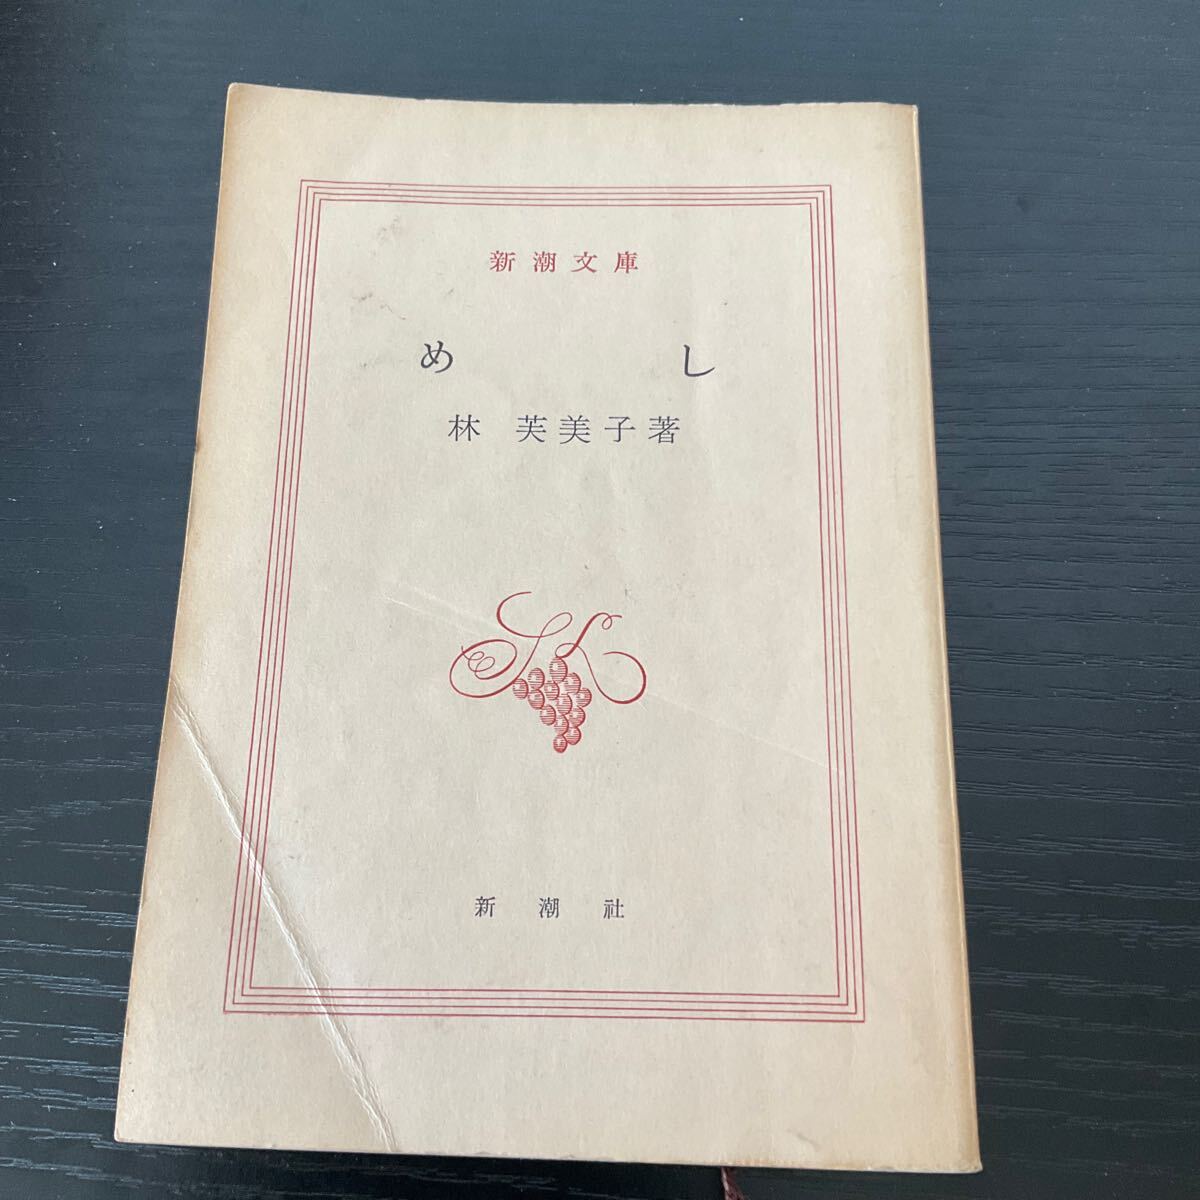 新潮文庫
めし
林 芙美子著
新潮社